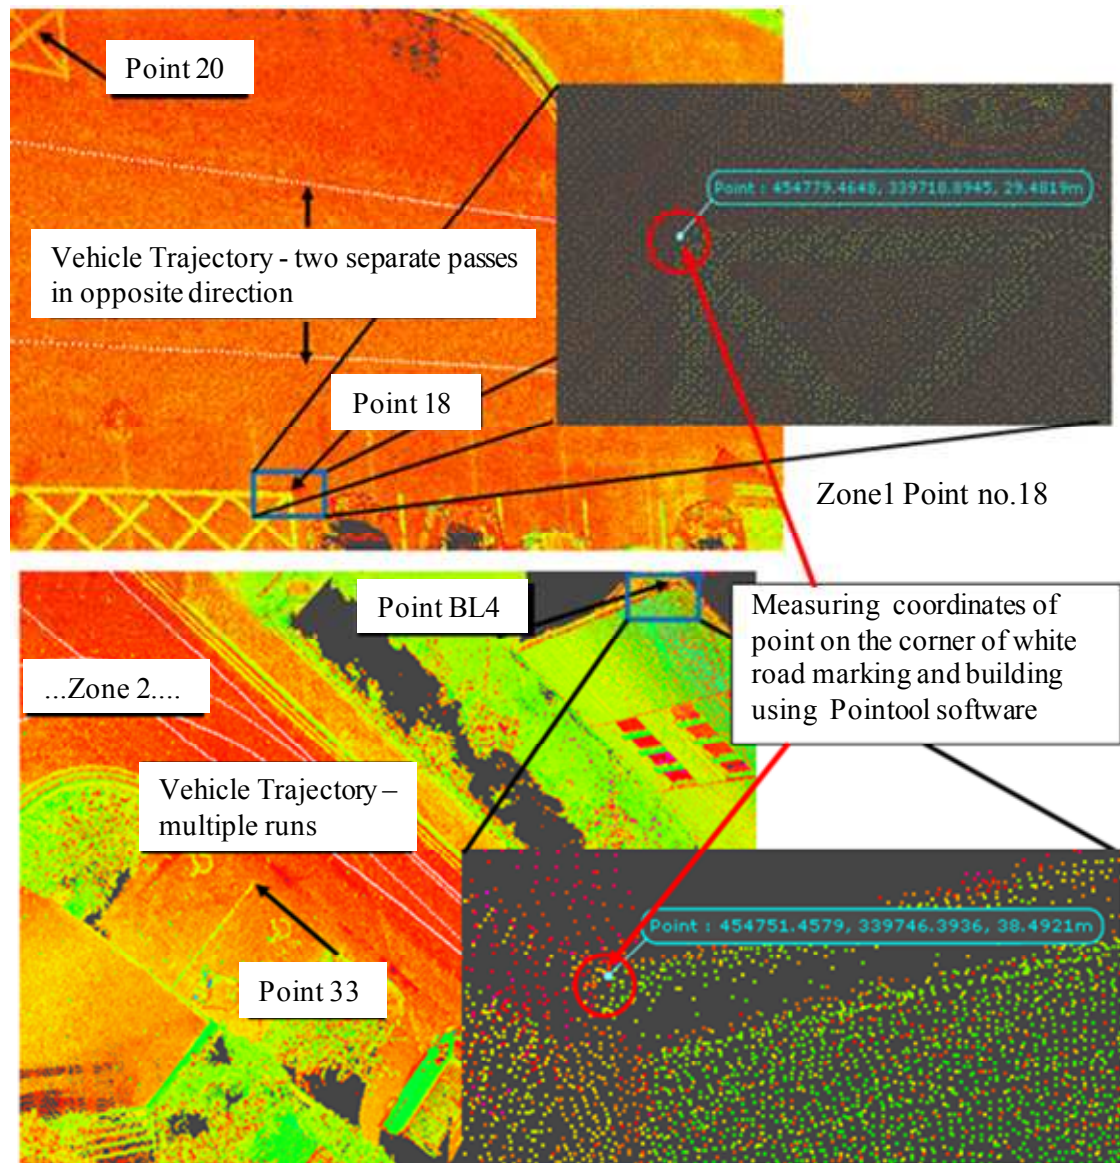 Point 20
Point : 454779.4648, 339718.8945, 29.4819m
Vehicle Trajectory - two separate passes
in opposite direction
Point 18
Zone1 Point no.18
Point BL4
Measuring coordinates of
point on the corner of white
road marking and building
using Pointool software
...Zone 2....
Vehicle Trajectory –
multiple runs
Point : 454751.4579, 339746.3936, 38.4921m
Point 33